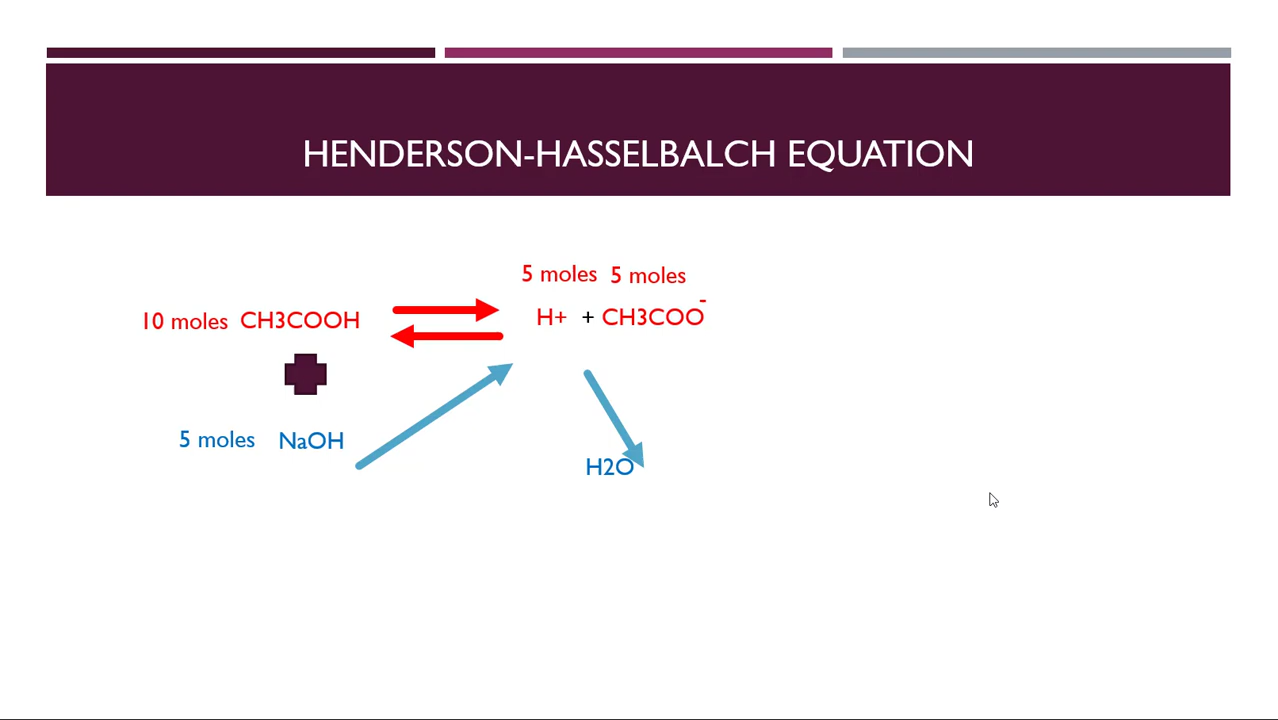 HENDERSON-HASSELBALCH EQUATION
5 moles 5 moles
10 moles CH3COOH H+ + CH3COO-
5 moles NaOH
H2O